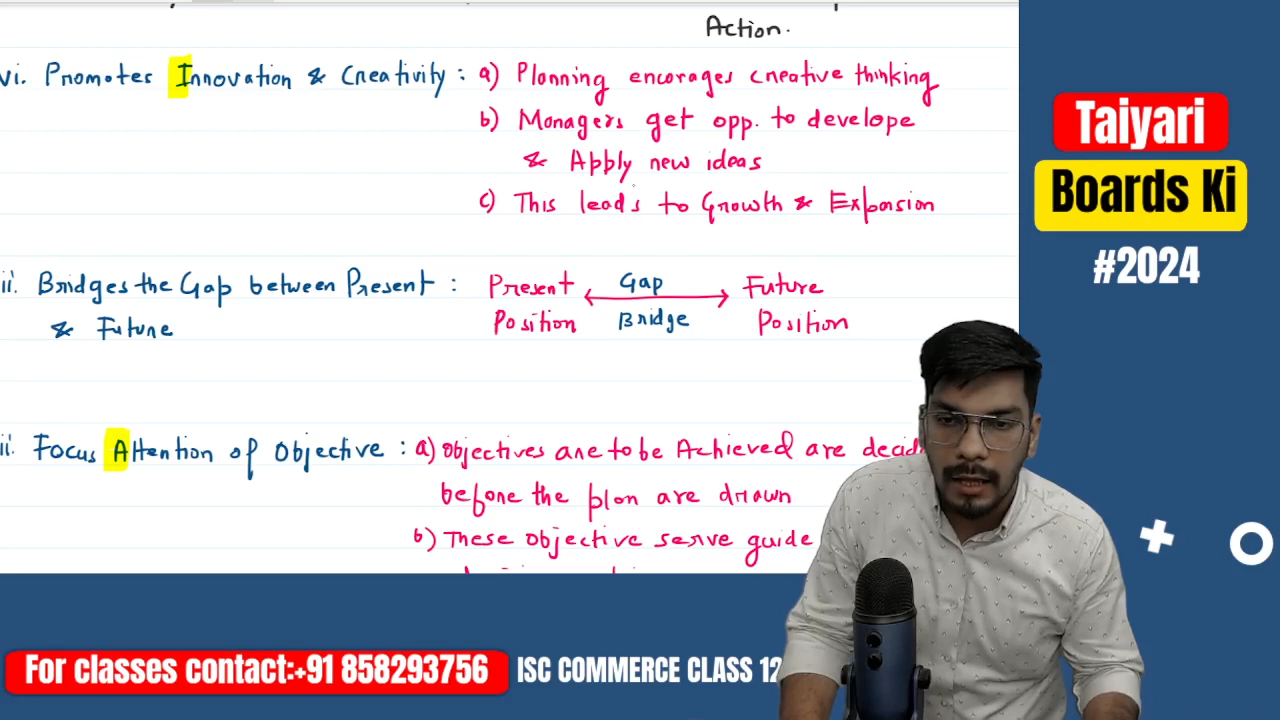 Action.
vi. Promotes Innovation & Creativity : a) Planning encorages creative thinking
b) Managers get opp. to develope
& Apply new ideas
c) This leads to Growth & Expansion
ii. Bridges the Gap between Present :
& Future
Present Gap Future
Position Bridge Position
ii. Focus Attention of Objective : a) Objectives are to be Achieved are decid
before the plan are drawn
b) These objective serve guide
Taiyari
Boards Ki
#2024
For classes contact:+91 858293756
ISC COMMERCE CLASS 12